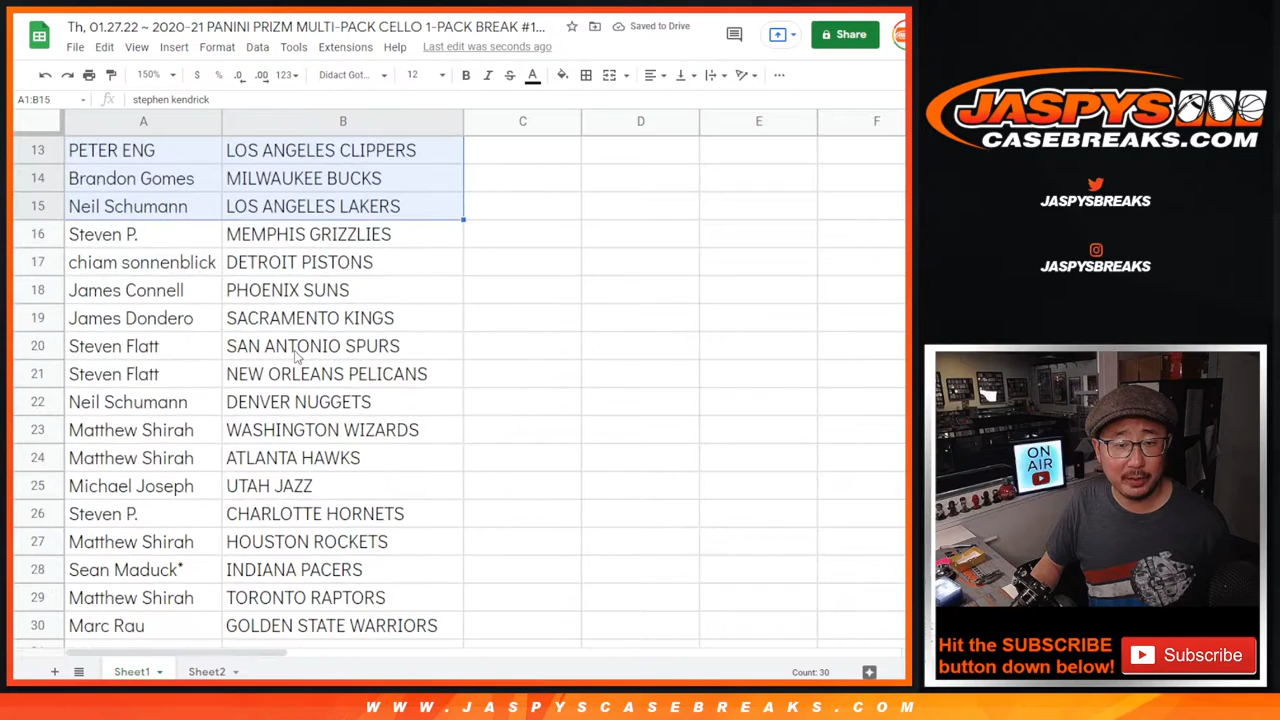 Th, 01.27.22 ~ 2020-21 PANINI PRIZM MULTI-PACK CELLO 1-PACK BREAK #1... Saved to Drive
File Edit View Insert Format Data Tools Extensions Help Last edit was seconds ago
Share
150% $ % .0 .00 123 Didact Got... 12 B I S A
A1:B15 fx stephen kendrick
A B C D E F
13 PETER ENG LOS ANGELES CLIPPERS
14 Brandon Gomes MILWAUKEE BUCKS
15 Neil Schumann LOS ANGELES LAKERS
16 Steven P. MEMPHIS GRIZZLIES
17 chiam sonnenblick DETROIT PISTONS
18 James Connell PHOENIX SUNS
19 James Dondero SACRAMENTO KINGS
20 Steven Flatt SAN ANTONIO SPURS
21 Steven Flatt NEW ORLEANS PELICANS
22 Neil Schumann DENVER NUGGETS
23 Matthew Shirah WASHINGTON WIZARDS
24 Matthew Shirah ATLANTA HAWKS
25 Michael Joseph UTAH JAZZ
26 Steven P. CHARLOTTE HORNETS
27 Matthew Shirah HOUSTON ROCKETS
28 Sean Maduck* INDIANA PACERS
29 Matthew Shirah TORONTO RAPTORS
30 Marc Rau GOLDEN STATE WARRIORS
Sheet1 Sheet2 Count: 30
JASPYS
CASEBREAKS.COM
JASPYSBREAKS
JASPYSBREAKS
ON
AIR
Hit the SUBSCRIBE
button down below!
Subscribe
WWW.JASPYSCASEBREAKS.COM